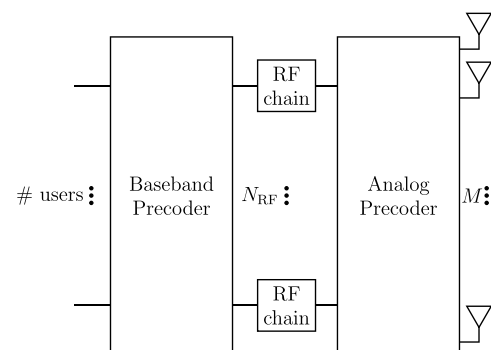 RF
chain
# users
Baseband
Precoder
N_RF
Analog
Precoder
M
RF
chain